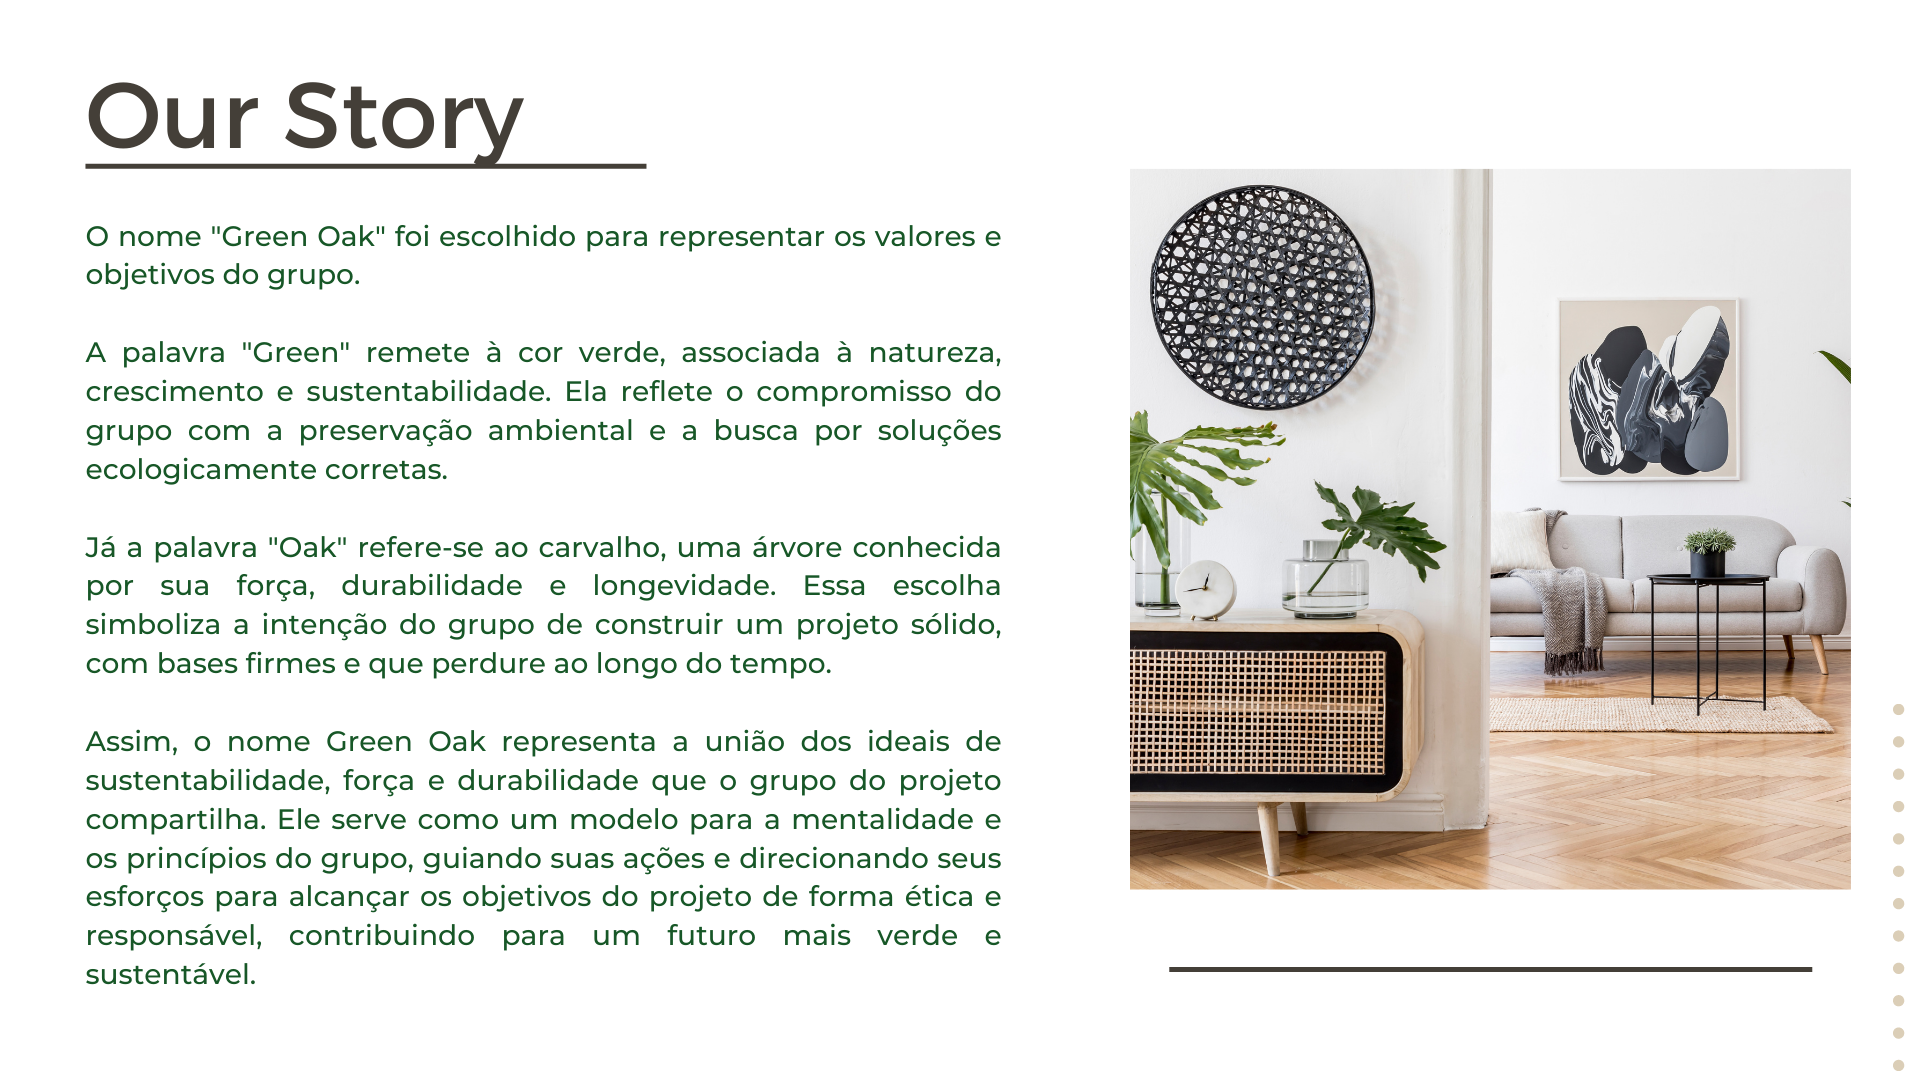 Our Story
O nome "Green Oak" foi escolhido para representar os valores e
objetivos do grupo.
A palavra "Green" remete à cor verde, associada à natureza,
crescimento e sustentabilidade. Ela reflete o compromisso do
grupo com a preservação ambiental e a busca por soluções
ecologicamente corretas.
Já a palavra "Oak" refere-se ao carvalho, uma árvore conhecida
por sua força, durabilidade e longevidade. Essa escolha
simboliza a intenção do grupo de construir um projeto sólido,
com bases firmes e que perdure ao longo do tempo.
Assim, o nome Green Oak representa a união dos ideais de
sustentabilidade, força e durabilidade que o grupo do projeto
compartilha. Ele serve como um modelo para a mentalidade e
os princípios do grupo, guiando suas ações e direcionando seus
esforços para alcançar os objetivos do projeto de forma ética e
responsável, contribuindo para um futuro mais verde e
sustentável.